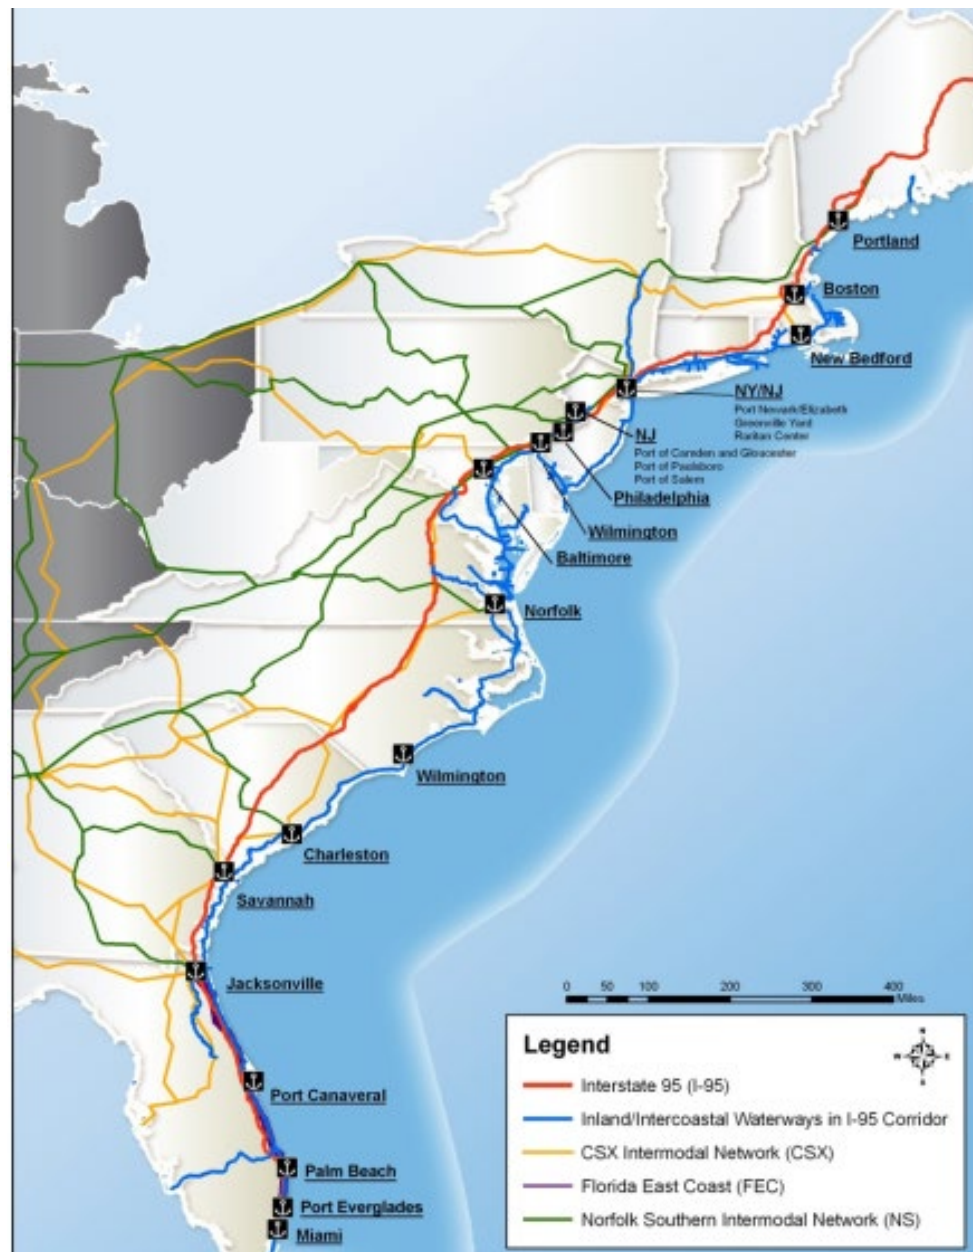 Portland
Boston
New Bedford
NY/NJ
Port Newark/Elizabeth
Greenville Yard
Raritan Center
NJ
Port of Camden and Gloucester
Port of Paulsboro
Port of Salem
Philadelphia
Wilmington
Baltimore
Norfolk
Wilmington
Charleston
Savannah
Jacksonville
Port Canaveral
Palm Beach
Port Everglades
Miami
0 50 100 200 300 400
Miles
Legend
N
W E
S
Interstate 95 (I-95)
Inland/Intercoastal Waterways in I-95 Corridor
CSX Intermodal Network (CSX)
Florida East Coast (FEC)
Norfolk Southern Intermodal Network (NS)